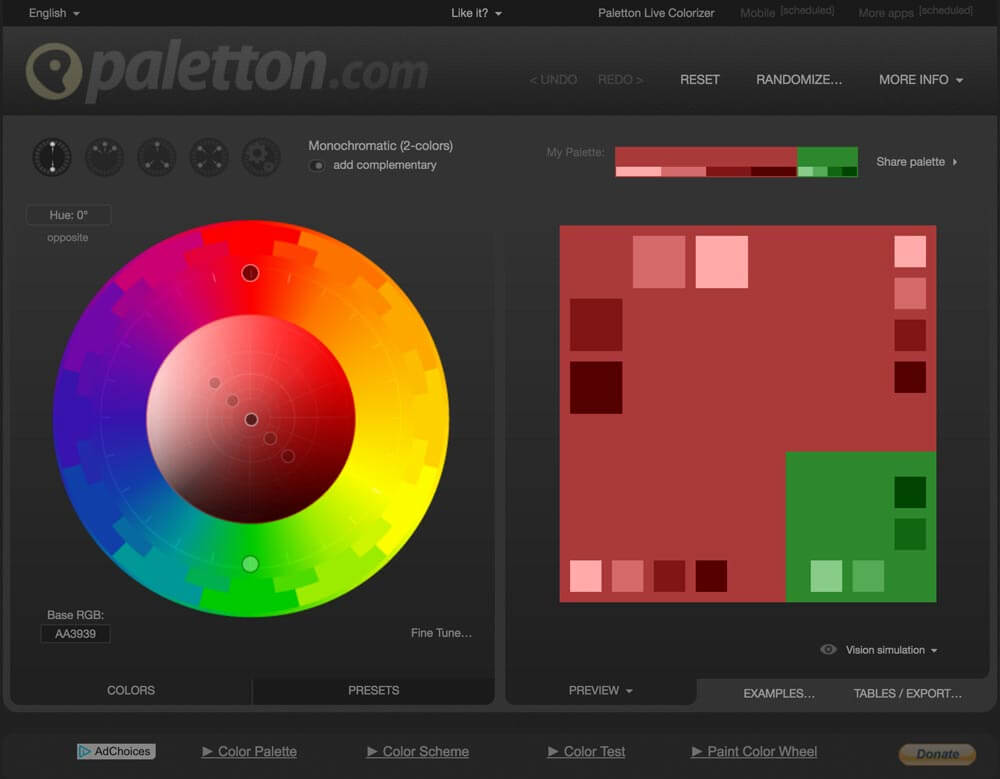 English
Like it?
Paletton Live Colorizer
Mobile [scheduled]
More apps [scheduled]
paletton.com
< UNDO
REDO >
RESET
RANDOMIZE...
MORE INFO
Monochromatic (2-colors)
add complementary
My Palette:
Share palette
Hue: 0°
opposite
Base RGB:
AA3939
Fine Tune...
Vision simulation
COLORS
PRESETS
PREVIEW
EXAMPLES...
TABLES / EXPORT...
AdChoices
► Color Palette
► Color Scheme
► Color Test
► Paint Color Wheel
Donate